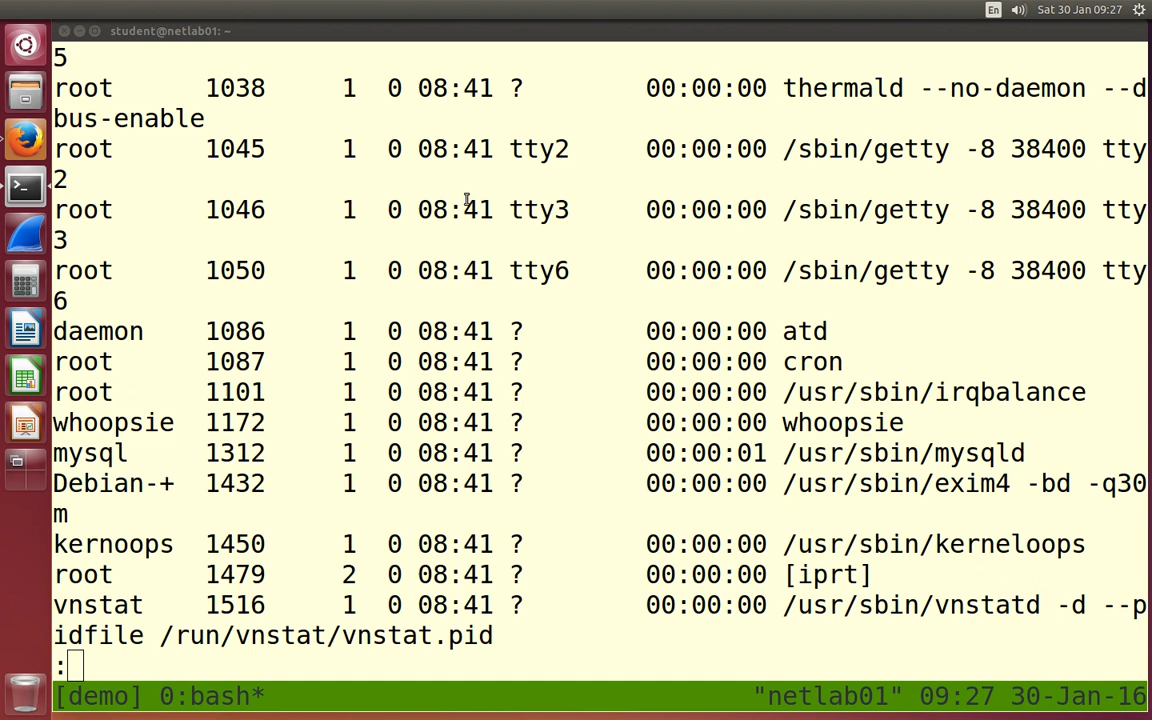 En Sat 30 Jan 09:27
student@netlab01: ~
5
root      1038     1  0 08:41 ?        00:00:00 thermald --no-daemon --d
bus-enable
root      1045     1  0 08:41 tty2     00:00:00 /sbin/getty -8 38400 tty
2
root      1046     1  0 08:41 tty3     00:00:00 /sbin/getty -8 38400 tty
3
root      1050     1  0 08:41 tty6     00:00:00 /sbin/getty -8 38400 tty
6
daemon    1086     1  0 08:41 ?        00:00:00 atd
root      1087     1  0 08:41 ?        00:00:00 cron
root      1101     1  0 08:41 ?        00:00:00 /usr/sbin/irqbalance
whoopsie  1172     1  0 08:41 ?        00:00:00 whoopsie
mysql     1312     1  0 08:41 ?        00:00:01 /usr/sbin/mysqld
Debian-+  1432     1  0 08:41 ?        00:00:00 /usr/sbin/exim4 -bd -q30
m
kernoops  1450     1  0 08:41 ?        00:00:00 /usr/sbin/kerneloops
root      1479     2  0 08:41 ?        00:00:00 [iprt]
vnstat    1516     1  0 08:41 ?        00:00:00 /usr/sbin/vnstatd -d --p
idfile /run/vnstat/vnstat.pid
:
[demo] 0:bash* "netlab01" 09:27 30-Jan-16